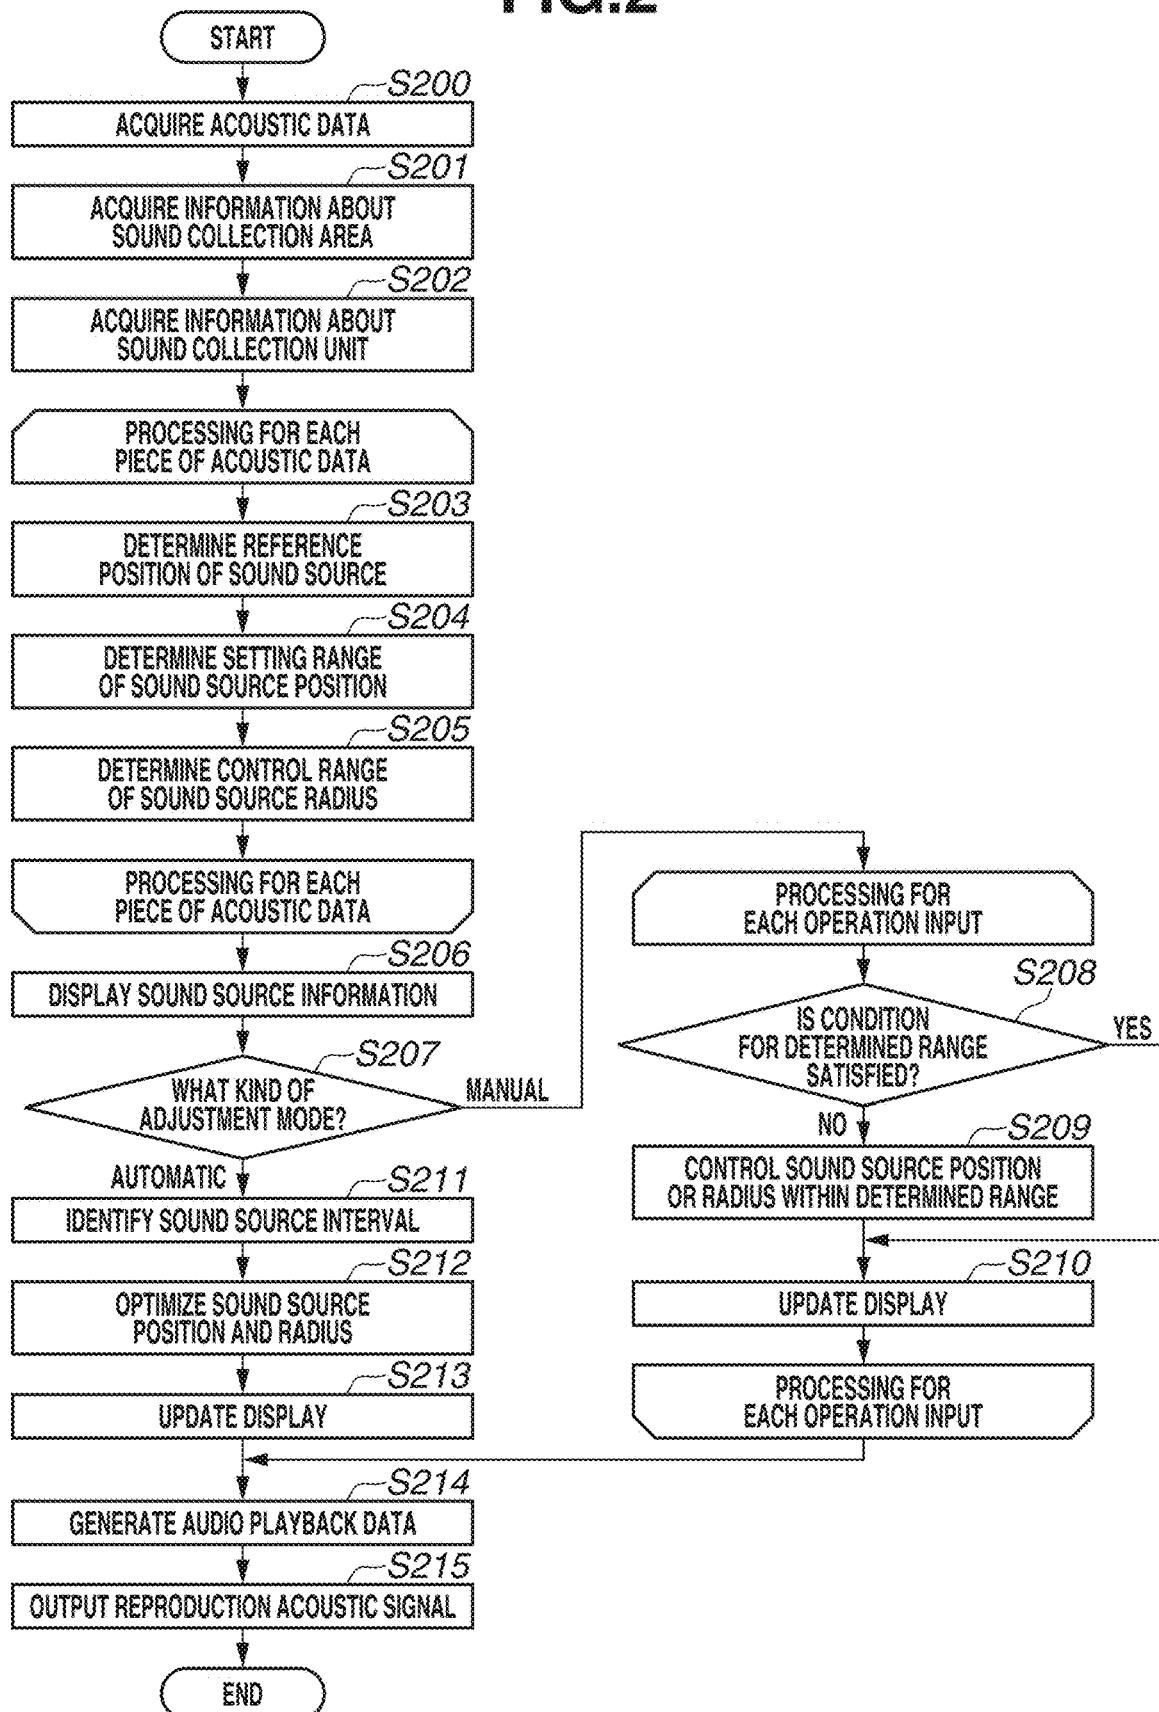 FIG.2
START
S200
ACQUIRE ACOUSTIC DATA
S201
ACQUIRE INFORMATION ABOUT
SOUND COLLECTION AREA
S202
ACQUIRE INFORMATION ABOUT
SOUND COLLECTION UNIT
PROCESSING FOR EACH
PIECE OF ACOUSTIC DATA
S203
DETERMINE REFERENCE
POSITION OF SOUND SOURCE
S204
DETERMINE SETTING RANGE
OF SOUND SOURCE POSITION
S205
DETERMINE CONTROL RANGE
OF SOUND SOURCE RADIUS
PROCESSING FOR EACH
PIECE OF ACOUSTIC DATA
S206
DISPLAY SOUND SOURCE INFORMATION
S207
WHAT KIND OF
ADJUSTMENT MODE?
MANUAL
AUTOMATIC
S211
IDENTIFY SOUND SOURCE INTERVAL
S212
OPTIMIZE SOUND SOURCE
POSITION AND RADIUS
S213
UPDATE DISPLAY
PROCESSING FOR
EACH OPERATION INPUT
S208
IS CONDITION
FOR DETERMINED RANGE
SATISFIED?
YES
NO
S209
CONTROL SOUND SOURCE POSITION
OR RADIUS WITHIN DETERMINED RANGE
S210
UPDATE DISPLAY
PROCESSING FOR
EACH OPERATION INPUT
S214
GENERATE AUDIO PLAYBACK DATA
S215
OUTPUT REPRODUCTION ACOUSTIC SIGNAL
END